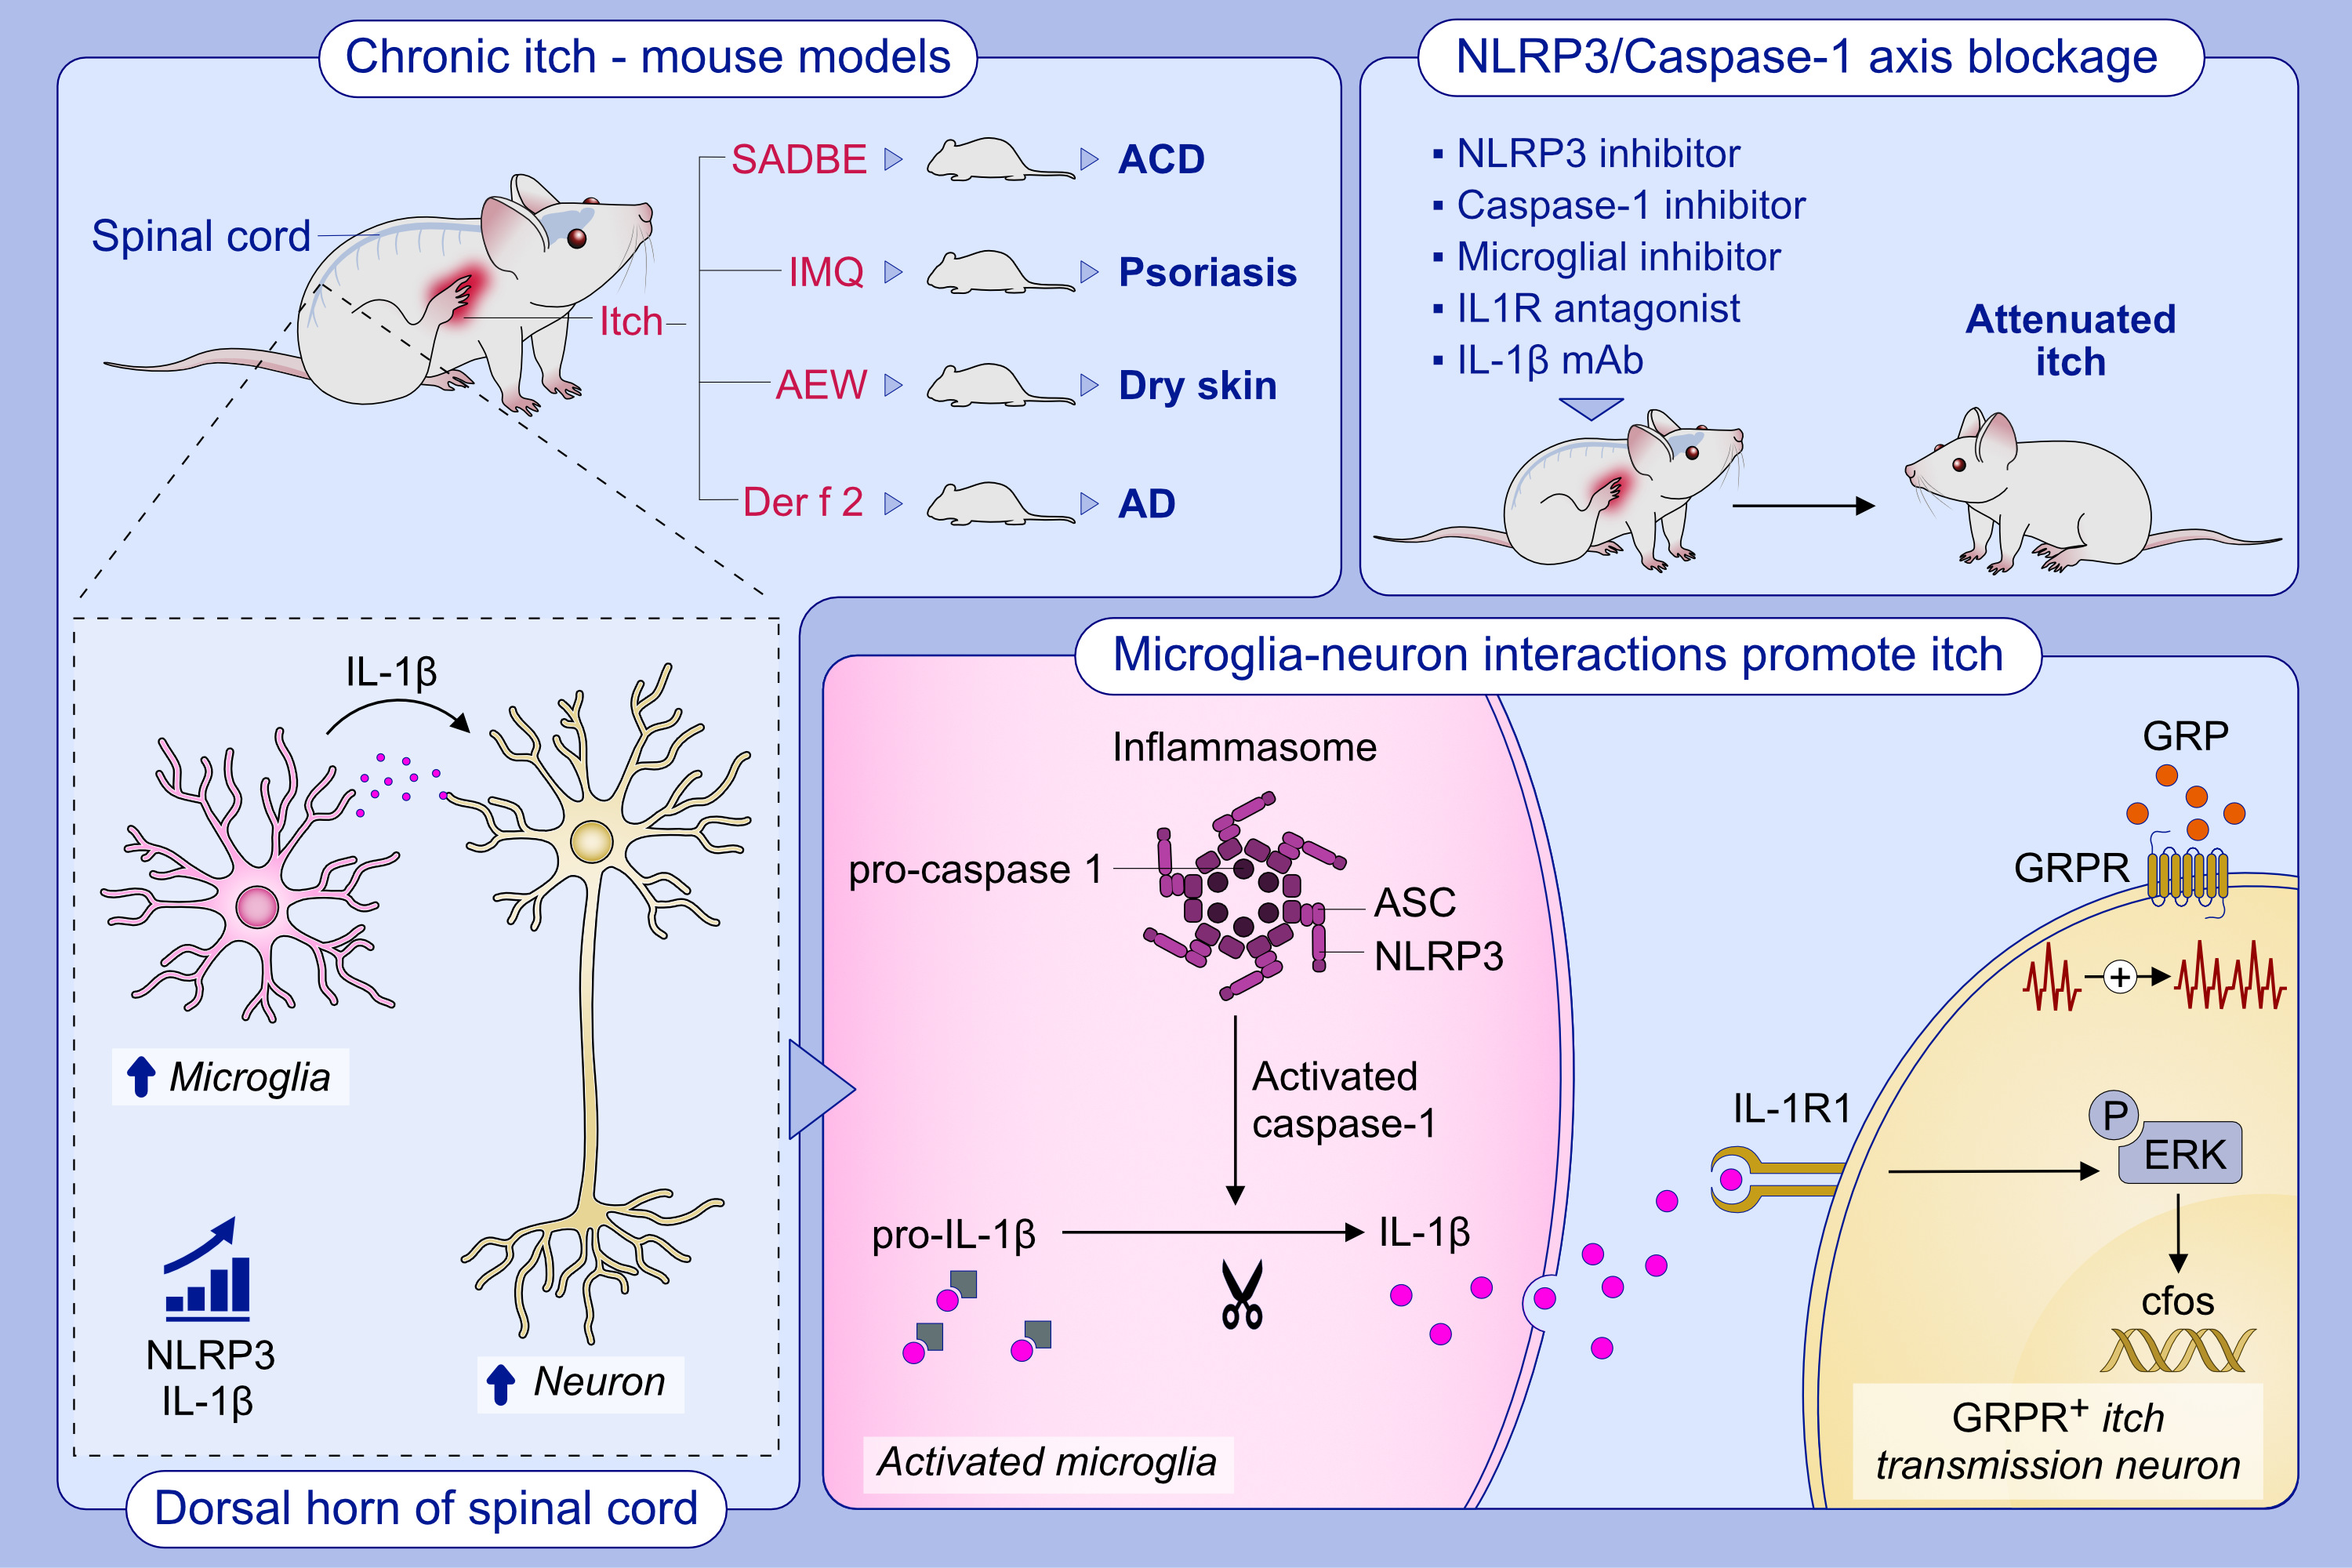 Chronic itch - mouse models
Spinal cord
Itch
SADBE
ACD
IMQ
Psoriasis
AEW
Dry skin
Der f 2
AD
NLRP3/Caspase-1 axis blockage
▪ NLRP3 inhibitor
▪ Caspase-1 inhibitor
▪ Microglial inhibitor
▪ IL1R antagonist
▪ IL-1β mAb
Attenuated
itch
IL-1β
Microglia
NLRP3
IL-1β
Neuron
Dorsal horn of spinal cord
Microglia-neuron interactions promote itch
Inflammasome
pro-caspase 1
ASC
NLRP3
Activated
caspase-1
pro-IL-1β
IL-1β
Activated microglia
GRP
GRPR
+
IL-1R1
P
ERK
cfos
GRPR⁺ itch
transmission neuron